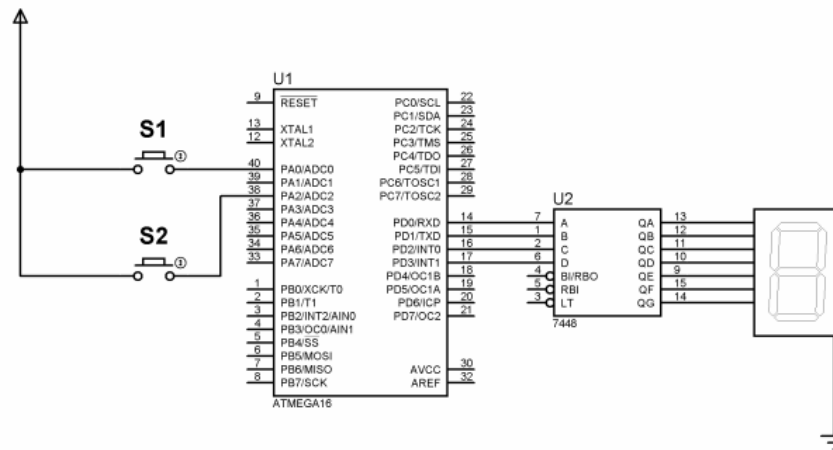 U1
9 RESET
13 XTAL1
12 XTAL2
40 PA0/ADC0
39 PA1/ADC1
38 PA2/ADC2
37 PA3/ADC3
36 PA4/ADC4
35 PA5/ADC5
34 PA6/ADC6
33 PA7/ADC7
1 PB0/XCK/T0
2 PB1/T1
3 PB2/INT2/AIN0
4 PB3/OC0/AIN1
5 PB4/SS
6 PB5/MOSI
7 PB6/MISO
8 PB7/SCK
PC0/SCL 22
PC1/SDA 23
PC2/TCK 24
PC3/TMS 25
PC4/TDO 26
PC5/TDI 27
PC6/TOSC1 28
PC7/TOSC2 29
PD0/RXD 14
PD1/TXD 15
PD2/INT0 16
PD3/INT1 17
PD4/OC1B 18
PD5/OC1A 19
PD6/ICP 20
PD7/OC2 21
AVCC 30
AREF 32
ATMEGA16
S1
S2
U2
7 A
1 B
2 C
6 D
4 BI/RBO
5 RBI
3 LT
QA 13
QB 12
QC 11
QD 10
QE 9
QF 15
QG 14
7448